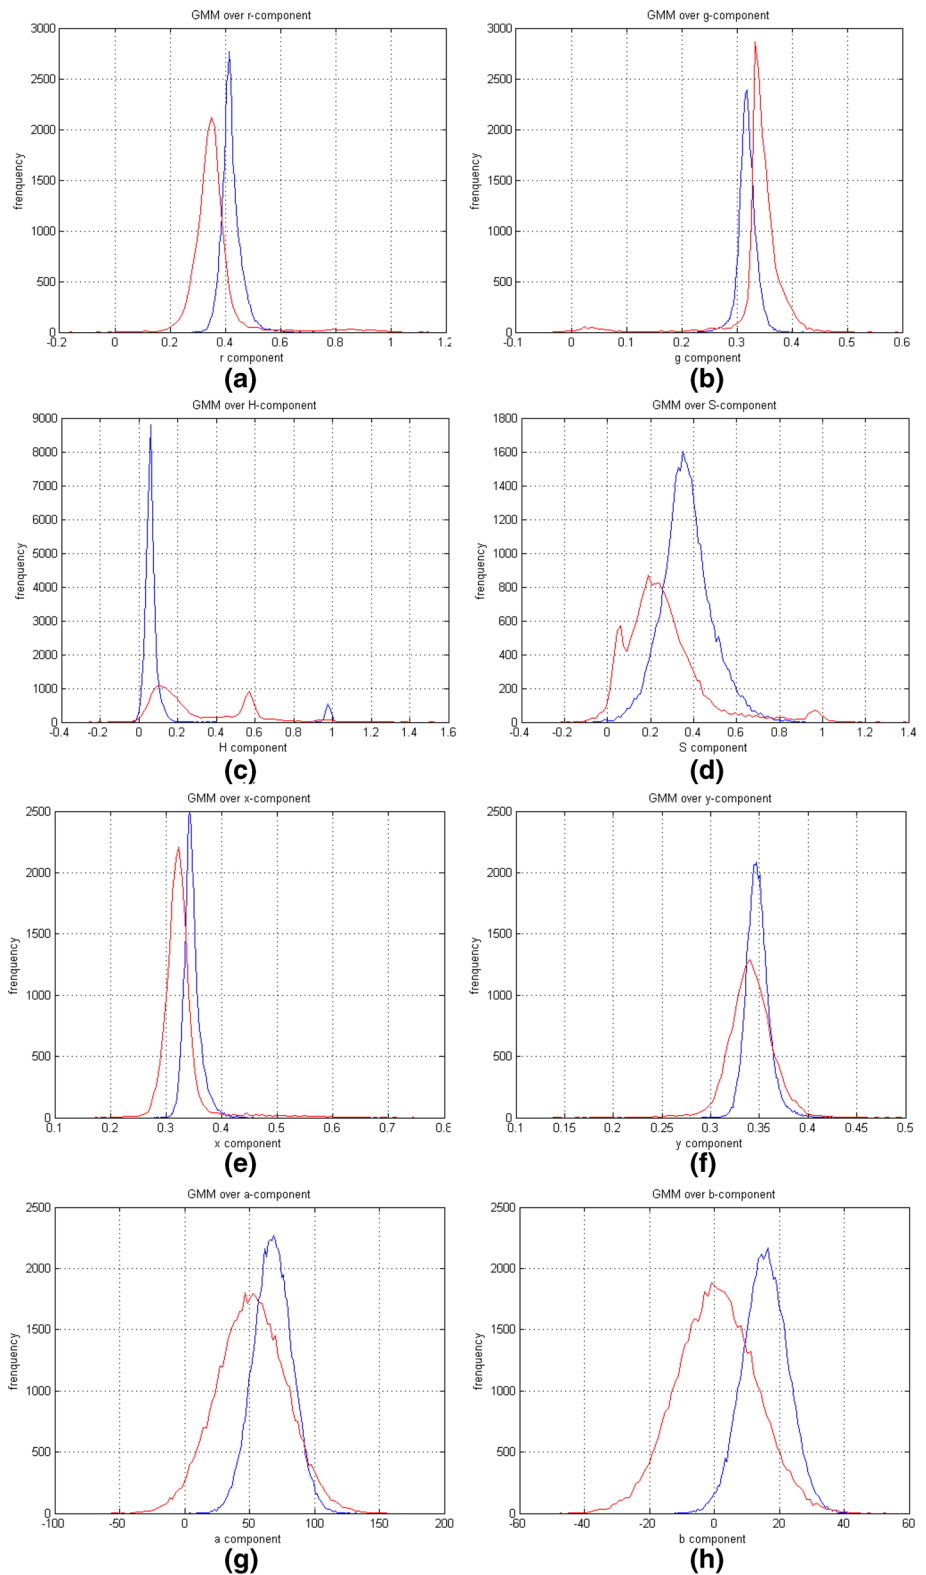 GMM over r-component
GMM over g-component
3000
2500
2000
1500
1000
500
0
frenquency
-0.2 0 0.2 0.4 0.6 0.8 1 1.2
r component
(a)
3000
2500
2000
1500
1000
500
0
frenquency
-0.1 0 0.1 0.2 0.3 0.4 0.5 0.6
g component
(b)
GMM over H-component
GMM over S-component
9000
8000
7000
6000
5000
4000
3000
2000
1000
0
frenquency
-0.4 -0.2 0 0.2 0.4 0.6 0.8 1 1.2 1.4 1.6
H component
(c)
1800
1600
1400
1200
1000
800
600
400
200
0
frenquency
-0.4 -0.2 0 0.2 0.4 0.6 0.8 1 1.2 1.4
S component
(d)
GMM over x-component
GMM over y-component
2500
2000
1500
1000
500
0
frenquency
0.1 0.2 0.3 0.4 0.5 0.6 0.7 0.8
x component
(e)
2500
2000
1500
1000
500
0
frenquency
0.1 0.15 0.2 0.25 0.3 0.35 0.4 0.45 0.5
y component
(f)
GMM over a-component
GMM over b-component
2500
2000
1500
1000
500
0
frenquency
-100 -50 0 50 100 150 200
a component
(g)
2500
2000
1500
1000
500
0
frenquency
-60 -40 -20 0 20 40 60
b component
(h)